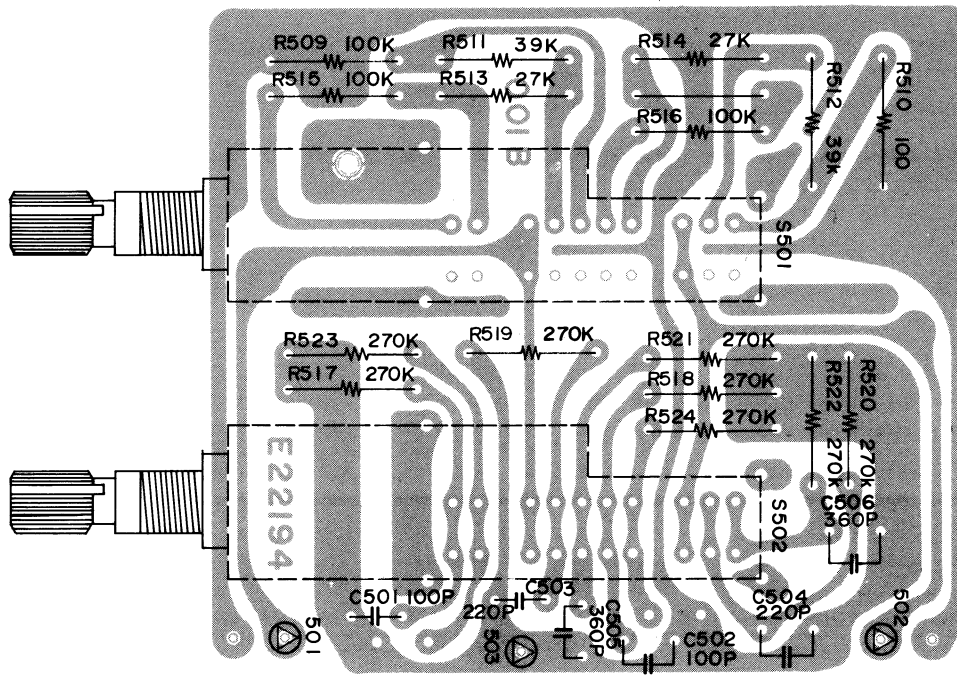 R509 100K
R511 39K
R514 27K
R515 100K
R513 27K
R516 100K
R512 39k
R510 100
001B
S501
R523 270K
R519 270K
R521 270K
R517 270K
R518 270K
R524 270K
R522 270k
R520 270k
E22194
S502
C506
360P
C501 100P
C503
220P
C505
360P
C502
100P
C504
220P
501
503
502